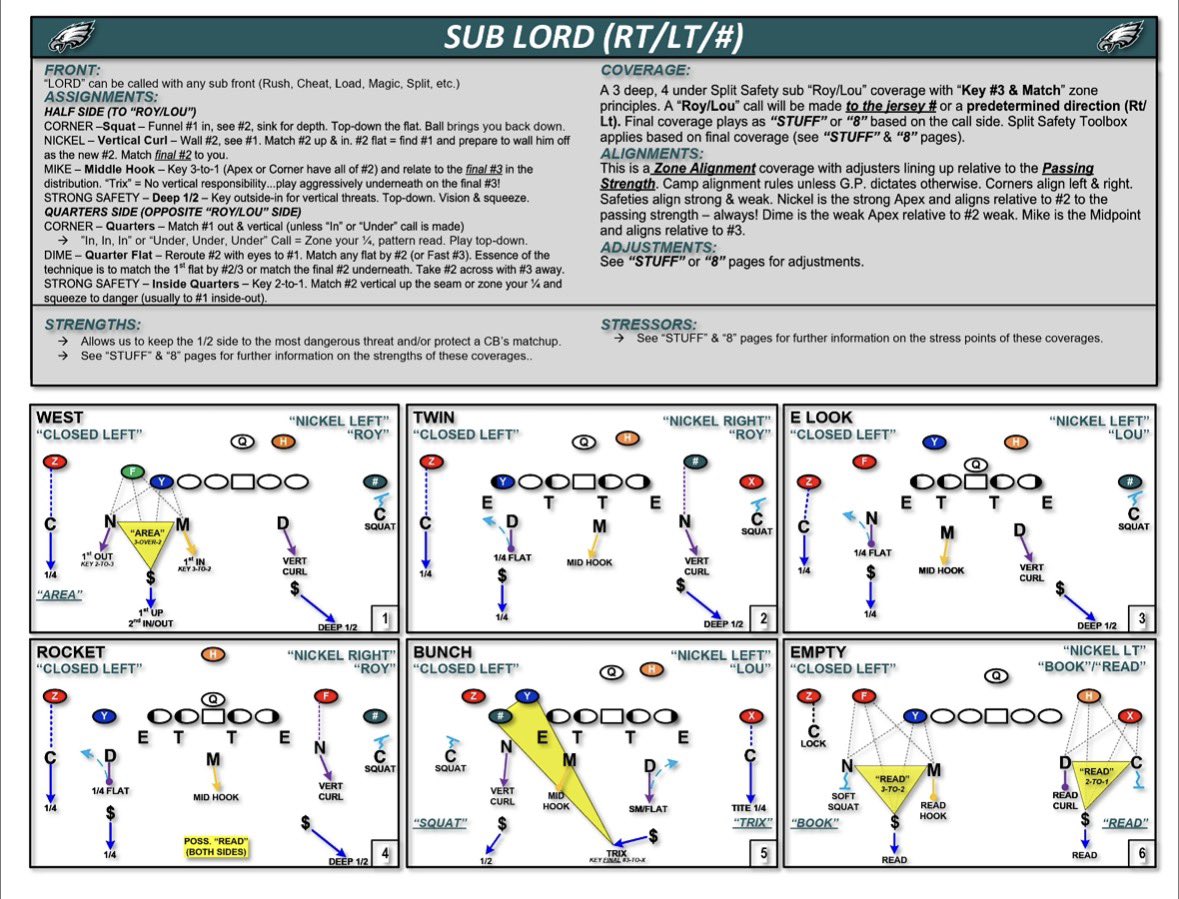 SUB LORD (RT/LT/#)
FRONT:
"LORD" can be called with any sub front (Rush, Cheat, Load, Magic, Split, etc.)
ASSIGNMENTS:
HALF SIDE (TO "ROY/LOU")
CORNER –Squat – Funnel #1 in, see #2, sink for depth. Top-down the flat. Ball brings you back down.
NICKEL – Vertical Curl – Wall #2, see #1. Match #2 up & in. #2 flat = find #1 and prepare to wall him off
as the new #2. Match final #2 to you.
MIKE – Middle Hook – Key 3-to-1 (Apex or Corner have all of #2) and relate to the final #3 in the
distribution. "Trix" = No vertical responsibility...play aggressively underneath on the final #3!
STRONG SAFETY – Deep 1/2 – Key outside-in for vertical threats. Top-down. Vision & squeeze.
QUARTERS SIDE (OPPOSITE "ROY/LOU" SIDE)
CORNER – Quarters – Match #1 out & vertical (unless "In" or "Under" call is made)
→ "In, In, In" or "Under, Under, Under" Call = Zone your ¼, pattern read. Play top-down.
DIME – Quarter Flat – Reroute #2 with eyes to #1. Match any flat by #2 (or Fast #3). Essence of the
technique is to match the 1st flat by #2/3 or match the final #2 underneath. Take #2 across with #3 away.
STRONG SAFETY – Inside Quarters – Key 2-to-1. Match #2 vertical up the seam or zone your ¼ and
squeeze to danger (usually to #1 inside-out).
COVERAGE:
A 3 deep, 4 under Split Safety sub "Roy/Lou" coverage with "Key #3 & Match" zone
principles. A "Roy/Lou" call will be made to the jersey # or a predetermined direction (Rt/
Lt). Final coverage plays as "STUFF" or "8" based on the call side. Split Safety Toolbox
applies based on final coverage (see "STUFF" & "8" pages).
ALIGNMENTS:
This is a Zone Alignment coverage with adjusters lining up relative to the Passing
Strength. Camp alignment rules unless G.P. dictates otherwise. Corners align left & right.
Safeties align strong & weak. Nickel is the strong Apex and aligns relative to #2 to the
passing strength – always! Dime is the weak Apex relative to #2 weak. Mike is the Midpoint
and aligns relative to #3.
ADJUSTMENTS:
See "STUFF" or "8" pages for adjustments.
STRENGTHS:
→ Allows us to keep the 1/2 side to the most dangerous threat and/or protect a CB's matchup.
→ See "STUFF" & "8" pages for further information on the strengths of these coverages..
STRESSORS:
→ See "STUFF" & "8" pages for further information on the stress points of these coverages.
WEST
"CLOSED LEFT"
"NICKEL LEFT"
"ROY"
Q H
Z F Y #
C N M D C
SQUAT
"AREA"
3-OVER-2
1st OUT
KEY 2-TO-3
1st IN
KEY 3-TO-2
VERT
CURL
1/4
$ $
"AREA"
1st UP
2nd IN/OUT
DEEP 1/2
1
TWIN
"CLOSED LEFT"
"NICKEL RIGHT"
"ROY"
Q H
Z Y # X
E T T E
C D M N C
SQUAT
1/4 FLAT
MID HOOK
VERT
CURL
1/4
$ $
1/4
DEEP 1/2
2
E LOOK
"CLOSED LEFT"
"NICKEL LEFT"
"LOU"
Y H
F Q
Z #
E T T E
C N M D C
SQUAT
1/4 FLAT
MID HOOK
VERT
CURL
1/4
$ $
1/4
DEEP 1/2
3
ROCKET
"CLOSED LEFT"
"NICKEL RIGHT"
"ROY"
H
Z Q F
Y #
E T T E
C D M N C
SQUAT
1/4 FLAT
MID HOOK
VERT
CURL
1/4
$ $
POSS. "READ"
(BOTH SIDES)
1/4
DEEP 1/2
4
BUNCH
"CLOSED LEFT"
"NICKEL LEFT"
"LOU"
Q H
Z Y
# X
E T T E
C N M D C
SQUAT
VERT
CURL
MID
HOOK
SM/FLAT
TITE 1/4
"SQUAT"
$ $
"TRIX"
1/2
TRIX
KEY FINAL #3-TO-X
5
EMPTY
"CLOSED LEFT"
"NICKEL LT"
"BOOK"/"READ"
Q
Z F H
Y X
C
LOCK
N M D C
"READ"
3-TO-2
"READ"
2-TO-1
SOFT
SQUAT
READ
HOOK
READ
CURL
"BOOK"
$ $
"READ"
READ
READ
6